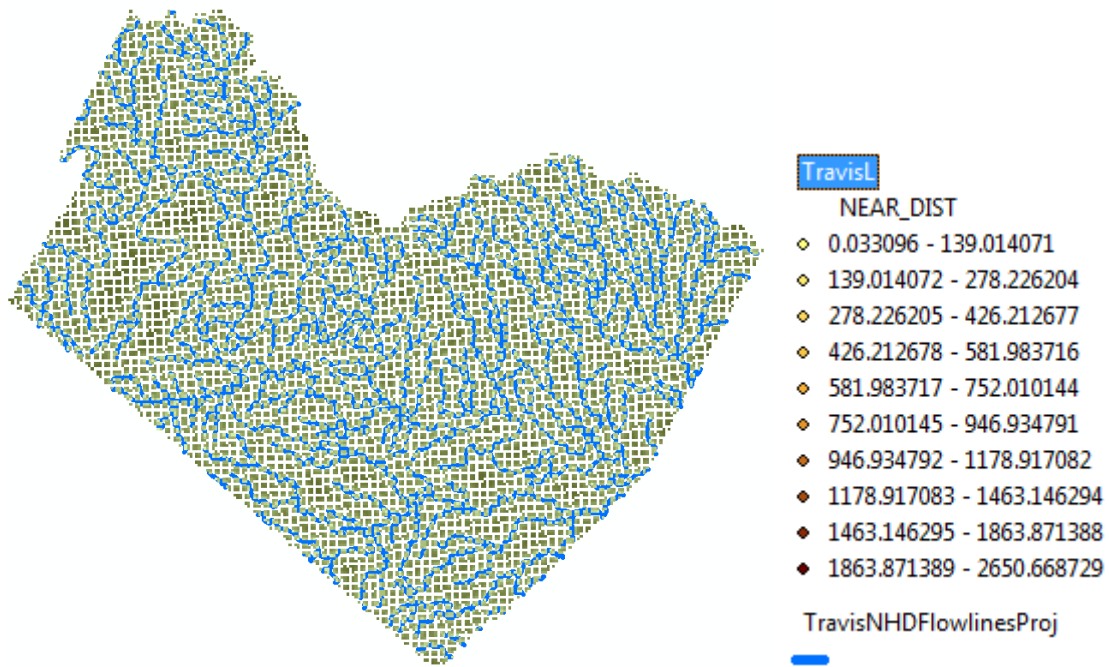 TravisL
NEAR_DIST
0.033096 - 139.014071
139.014072 - 278.226204
278.226205 - 426.212677
426.212678 - 581.983716
581.983717 - 752.010144
752.010145 - 946.934791
946.934792 - 1178.917082
1178.917083 - 1463.146294
1463.146295 - 1863.871388
1863.871389 - 2650.668729
TravisNHDFlowlinesProj